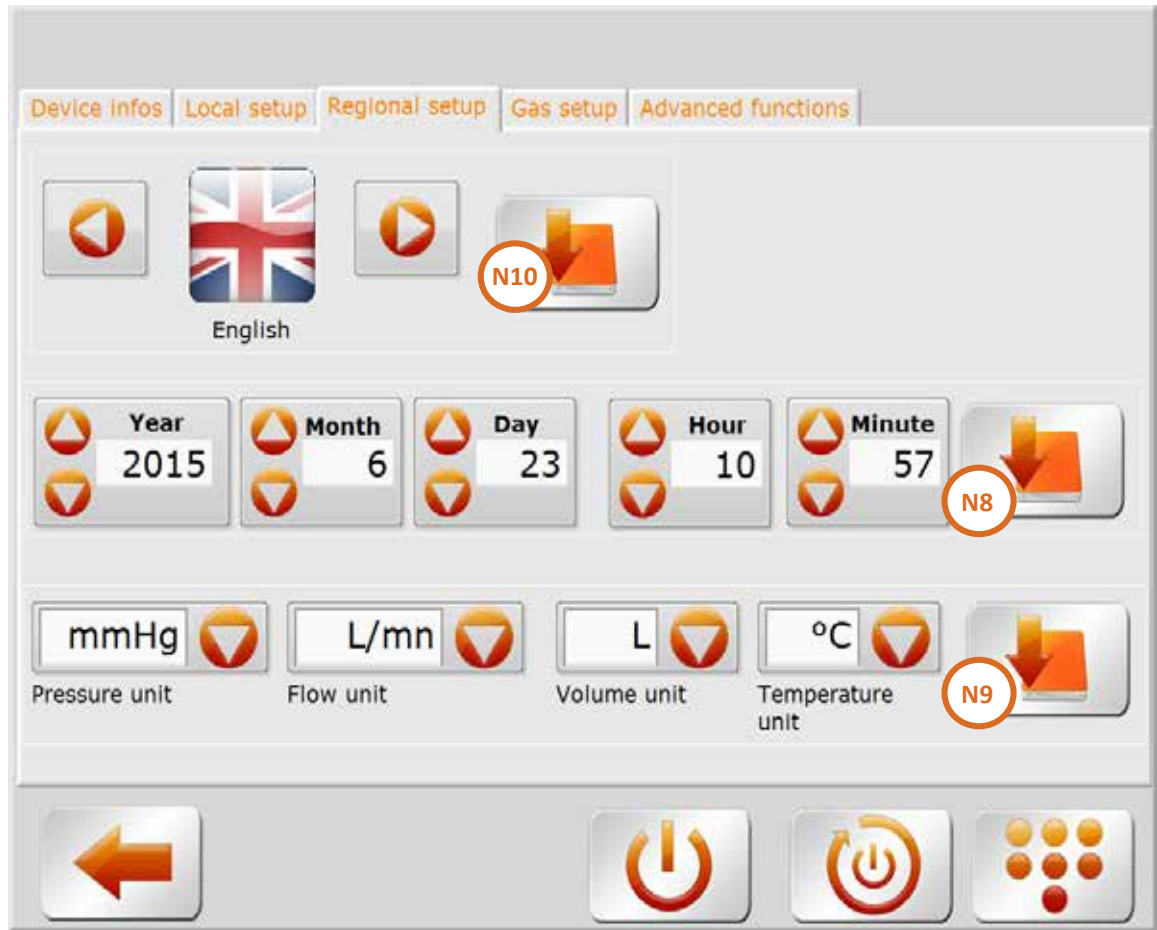 Device infos Local setup Regional setup Gas setup Advanced functions
N10
English
Year Month Day Hour Minute
2015 6 23 10 57
N8
mmHg L/mn L ºC
Pressure unit Flow unit Volume unit Temperature
unit
N9